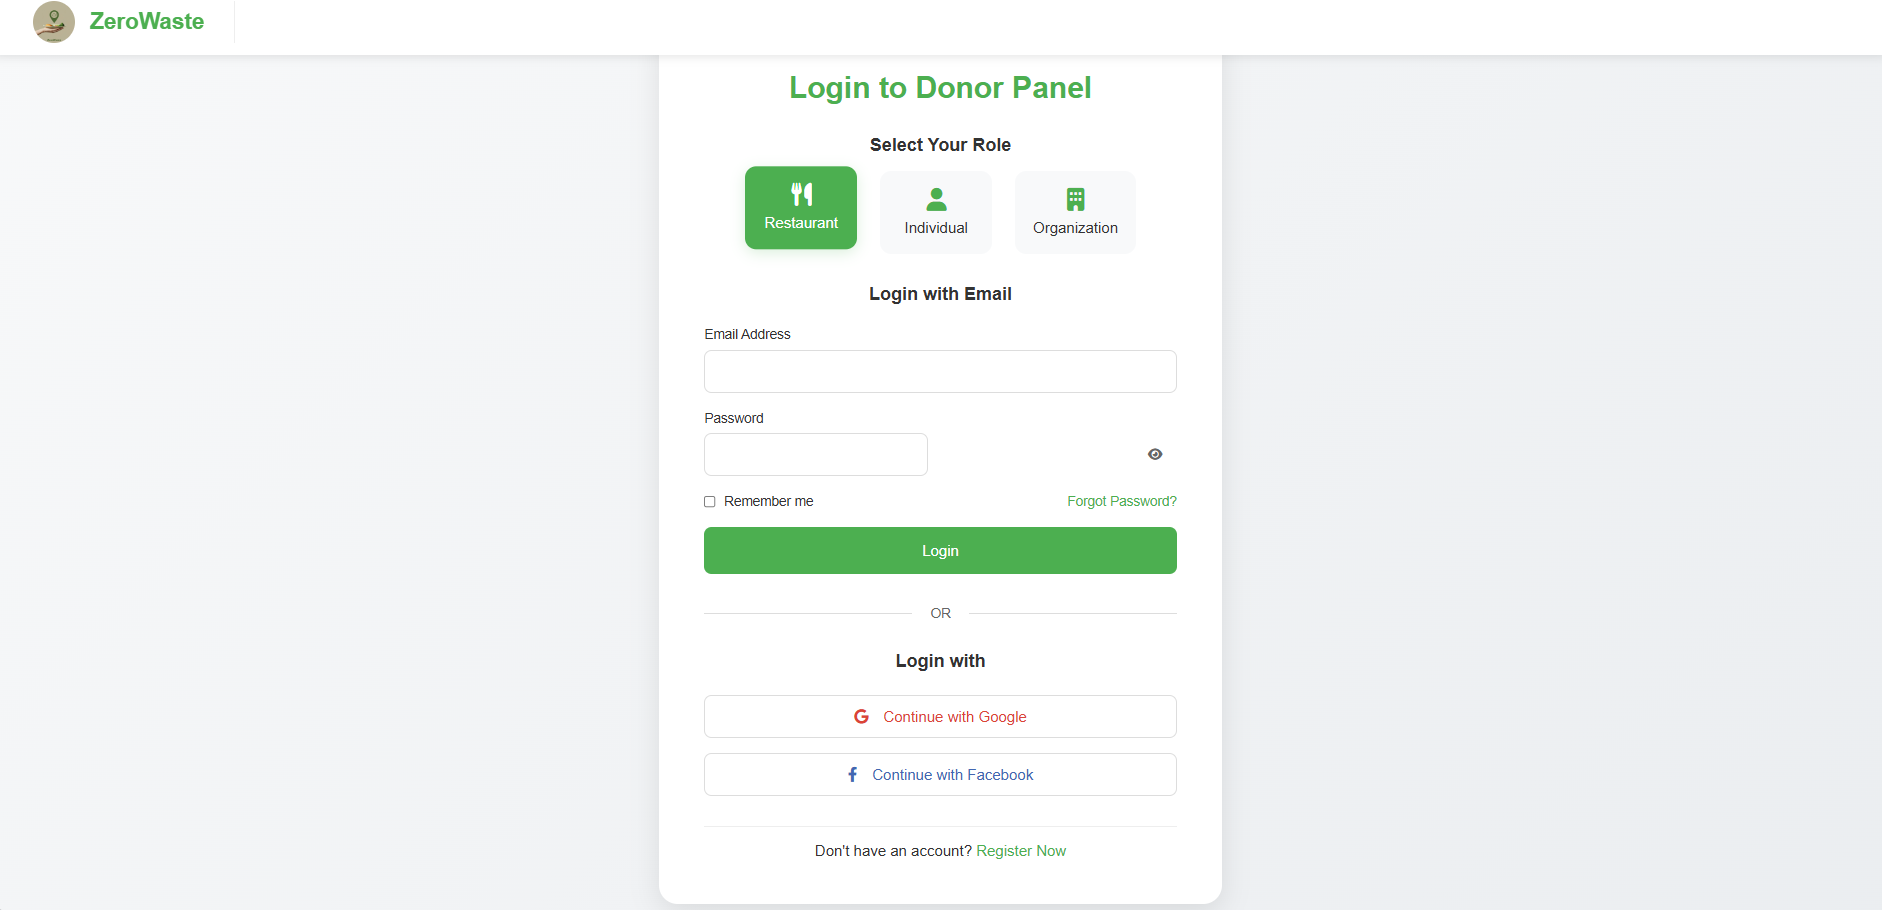 ZeroWaste
Login to Donor Panel
Select Your Role
Restaurant
Individual
Organization
Login with Email
Email Address
Password
Remember me
Forgot Password?
Login
OR
Login with
Continue with Google
Continue with Facebook
Don't have an account? Register Now